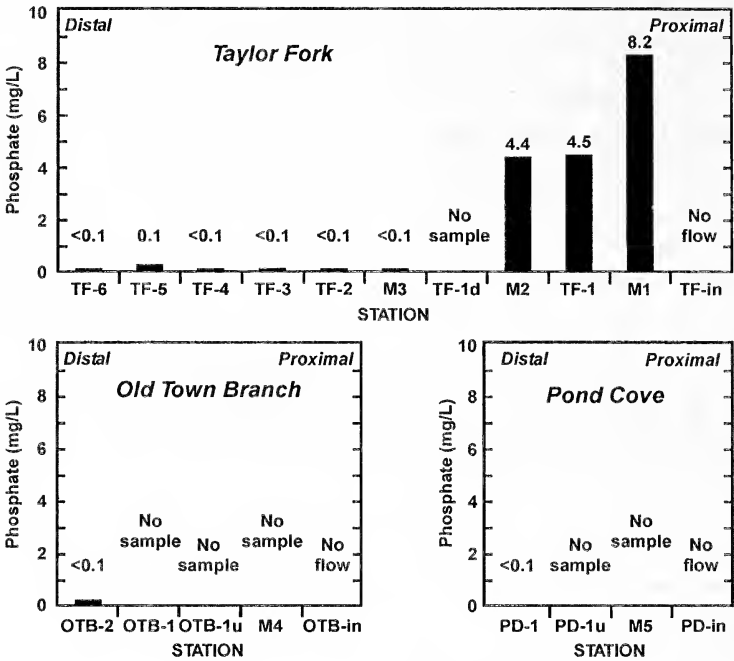 Distal Proximal
Taylor Fork
Phosphate (mg/L)
10
8
6
4
2
0
<0.1 0.1 <0.1 <0.1 <0.1 <0.1 No sample 4.4 4.5 8.2 No flow
TF-6 TF-5 TF-4 TF-3 TF-2 M3 TF-1d M2 TF-1 M1 TF-in
STATION
Distal Proximal
Old Town Branch
Phosphate (mg/L)
10
8
6
4
2
0
<0.1 No sample No sample No sample No flow
OTB-2 OTB-1 OTB-1u M4 OTB-in
STATION
Distal Proximal
Pond Cove
Phosphate (mg/L)
10
8
6
4
2
0
<0.1 No sample No sample No flow
PD-1 PD-1u M5 PD-in
STATION